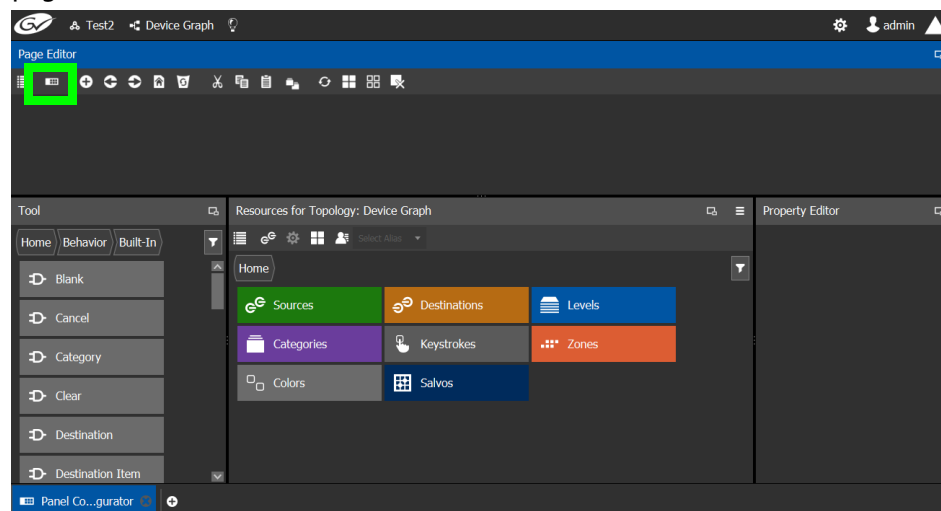 Test2 Device Graph admin
Page Editor
Tool
Home Behavior Built-In
Blank
Cancel
Category
Clear
Destination
Destination Item
Resources for Topology: Device Graph
Select Alias
Home
Sources Destinations Levels
Categories Keystrokes Zones
Colors Salvos
Property Editor
Panel Co...gurator